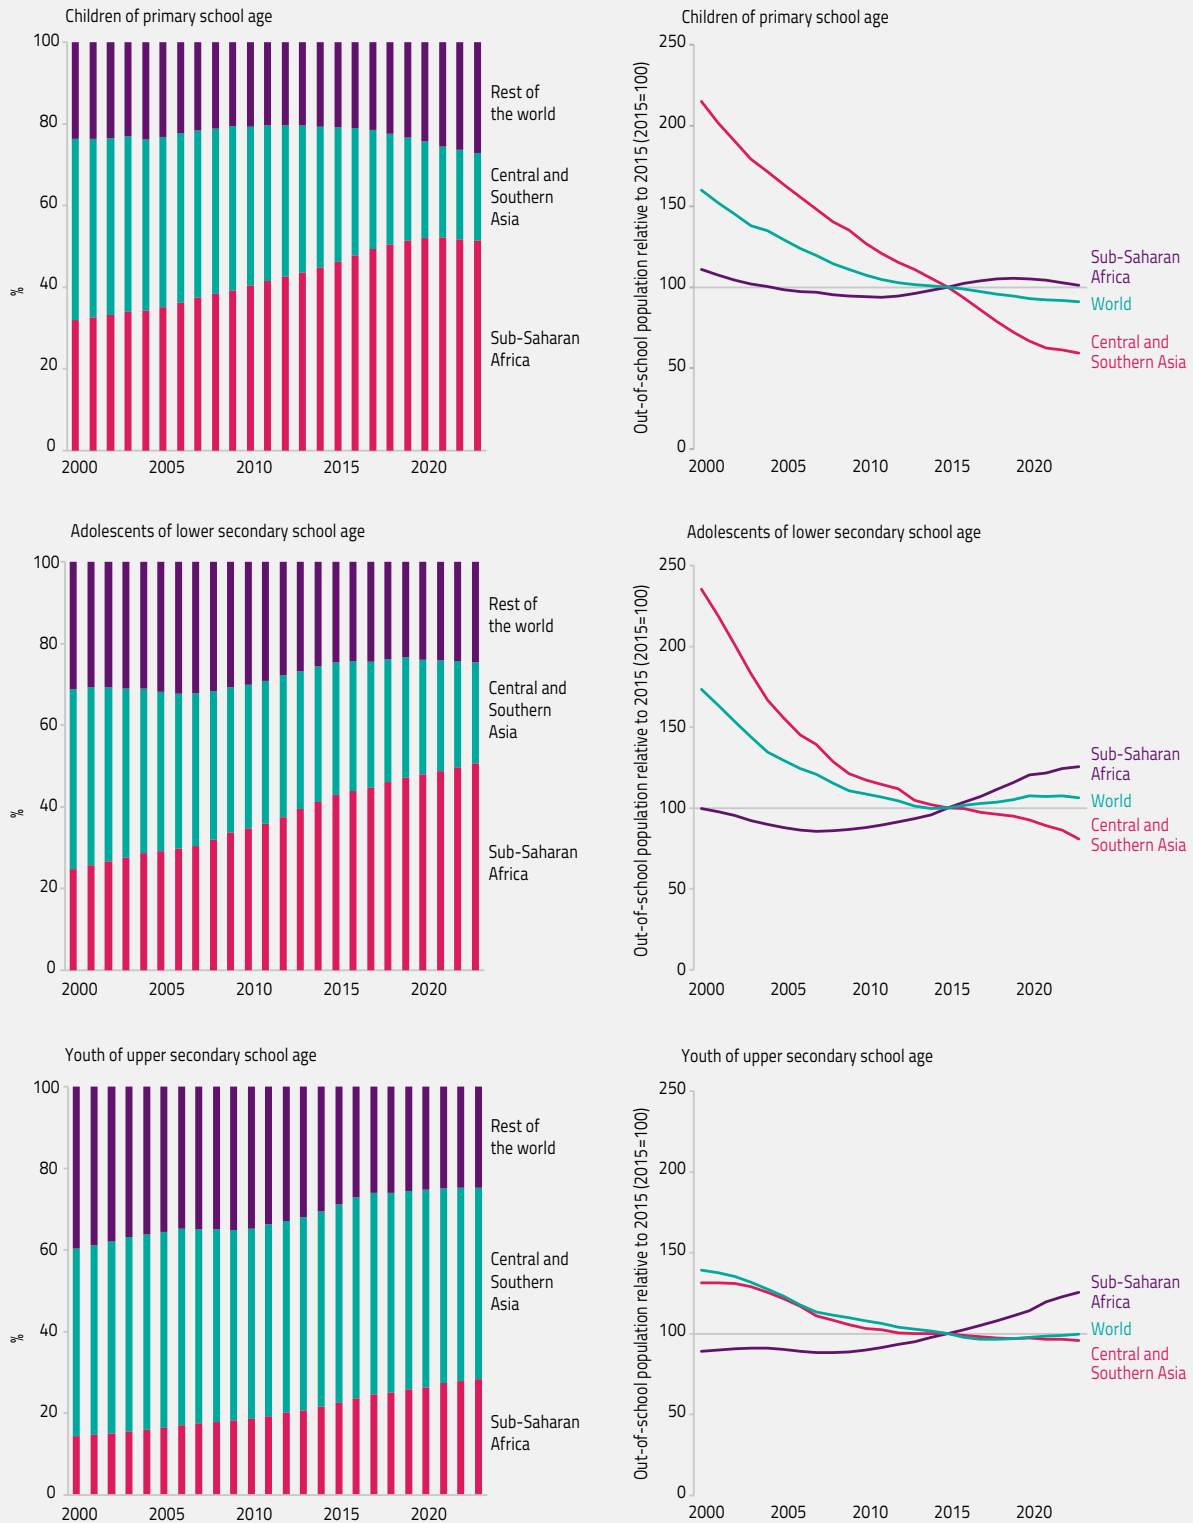 Children of primary school age
100
80
60
40
20
0
%
2000 2005 2010 2015 2020
Rest of
the world
Central and
Southern
Asia
Sub-Saharan
Africa
Children of primary school age
Out-of-school population relative to 2015 (2015=100)
250
200
150
100
50
0
2000 2005 2010 2015 2020
Sub-Saharan
Africa
World
Central and
Southern Asia
Adolescents of lower secondary school age
100
80
60
40
20
0
%
2000 2005 2010 2015 2020
Rest of
the world
Central and
Southern
Asia
Sub-Saharan
Africa
Adolescents of lower secondary school age
Out-of-school population relative to 2015 (2015=100)
250
200
150
100
50
0
2000 2005 2010 2015 2020
Sub-Saharan
Africa
World
Central and
Southern Asia
Youth of upper secondary school age
100
80
60
40
20
0
%
2000 2005 2010 2015 2020
Rest of
the world
Central and
Southern
Asia
Sub-Saharan
Africa
Youth of upper secondary school age
Out-of-school population relative to 2015 (2015=100)
250
200
150
100
50
0
2000 2005 2010 2015 2020
Sub-Saharan
Africa
World
Central and
Southern Asia